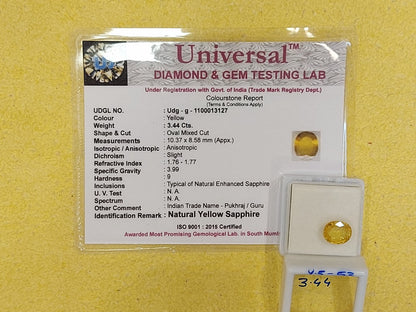 Universal™
DIAMOND & GEM TESTING LAB
Under Registration with Govt. of India (Trade Mark Registry Dept.)
Colourstone Report
(Terms & Conditions Apply)
UDGL NO. : Udg - g - 1100013127
Colour : Yellow
Weight : 3.44 Cts.
Shape & Cut : Oval Mixed Cut
Measurements : 10.37 x 8.58 mm (Appx.)
Isotropic / Anisotropic : Anisotropic
Dichroism : Slight
Refractive Index : 1.76 - 1.77
Specific Gravity : 3.99
Hardness : 9
Inclusions : Typical of Natural Enhanced Sapphire
U. V. Test : N. A.
Spectrum : N. A.
Other Comment : Indian Trade Name - Pukhraj / Guru
Identification Remark : Natural Yellow Sapphire
ISO 9001 : 2015 Certified
Awarded Most Promising Gemological Lab. in South Mumb
3.44